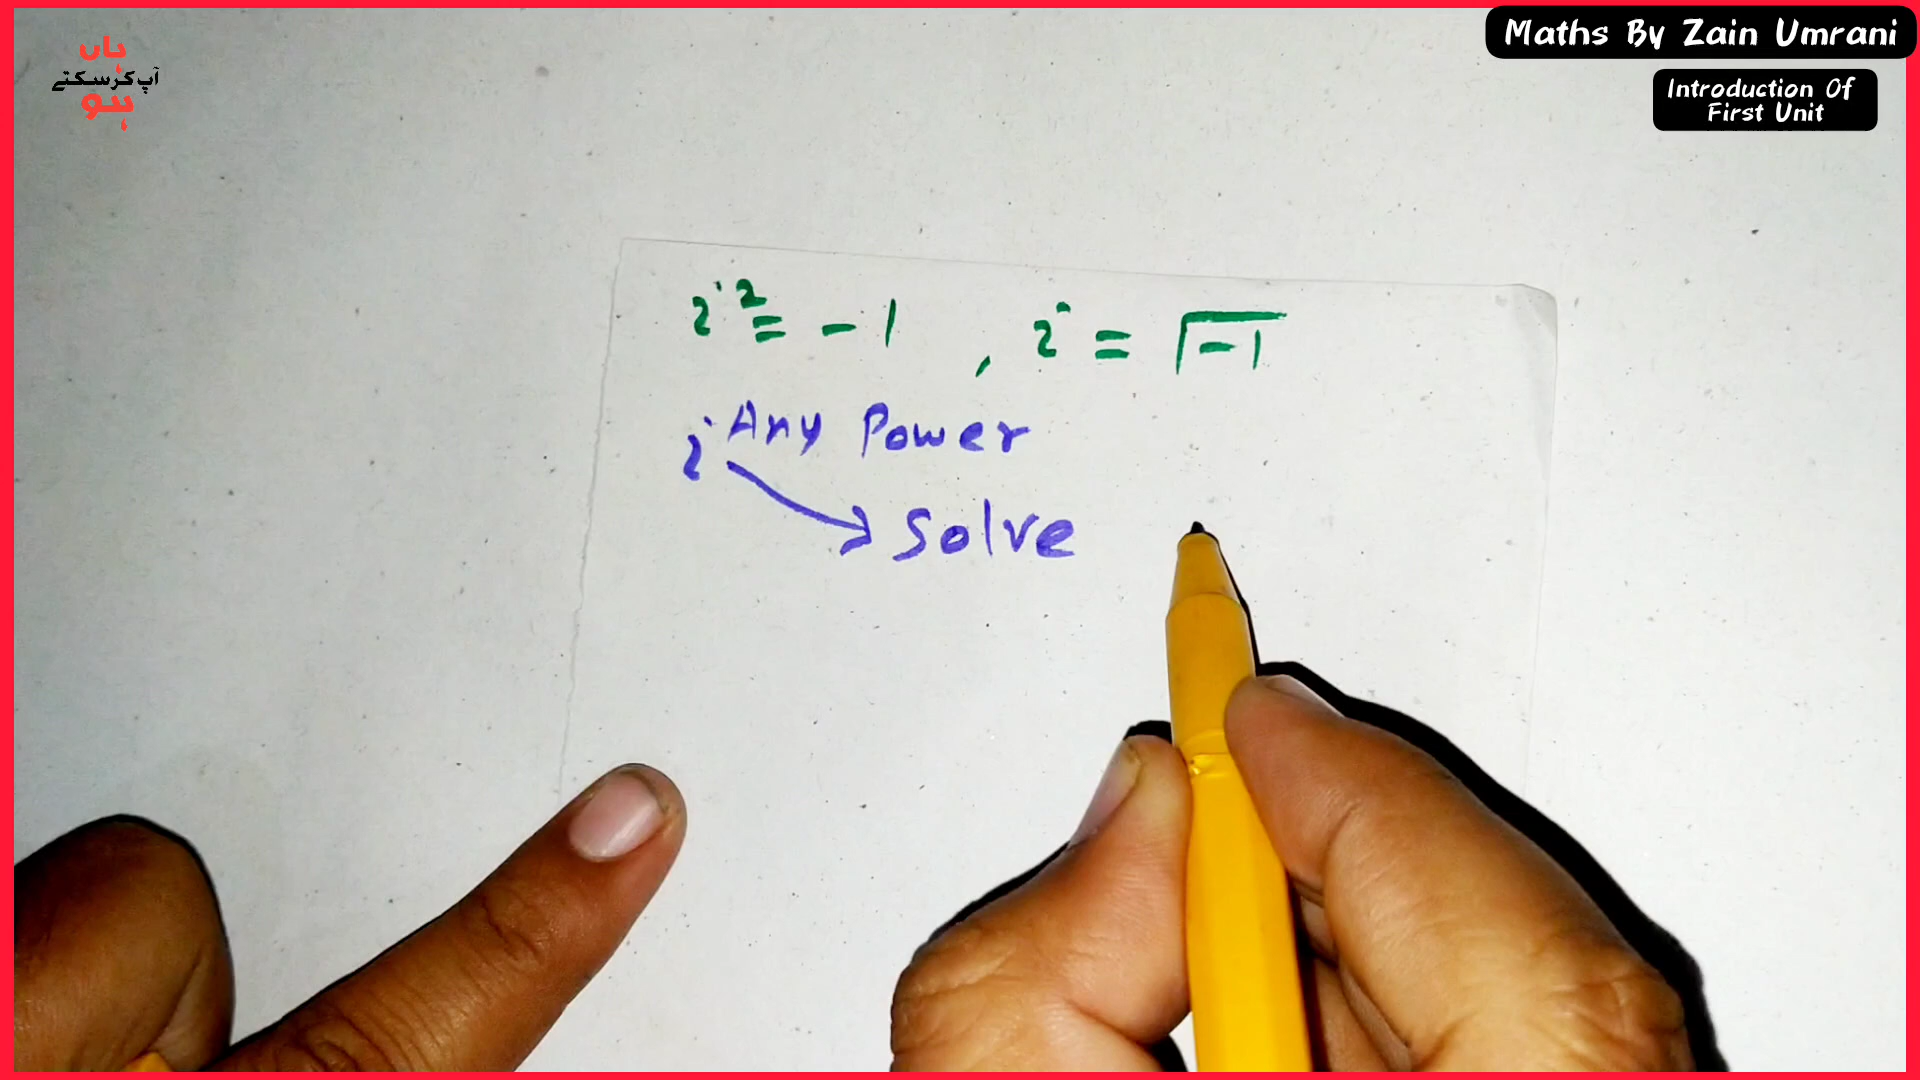 Maths By Zain Umrani
Introduction Of
First Unit
ہاں
آپ کرسکتے
ہو
i² = -1 , i = √-1
i Any Power
Solve